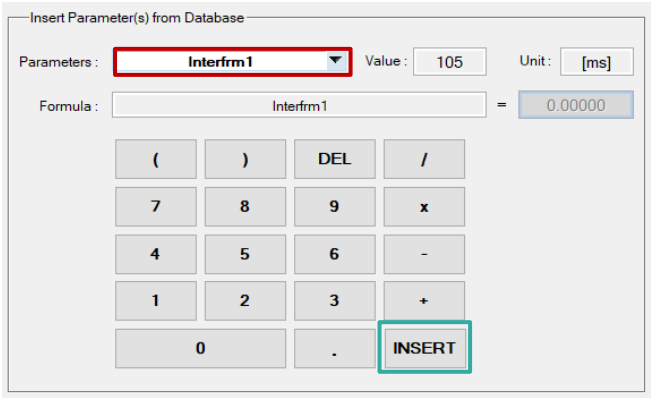 Insert Parameter(s) from Database
Parameters : Interfrm1 Value : 105 Unit : [ms]
Formula : Interfrm1 = 0.00000
( ) DEL /
7 8 9 x
4 5 6 -
1 2 3 +
0 . INSERT